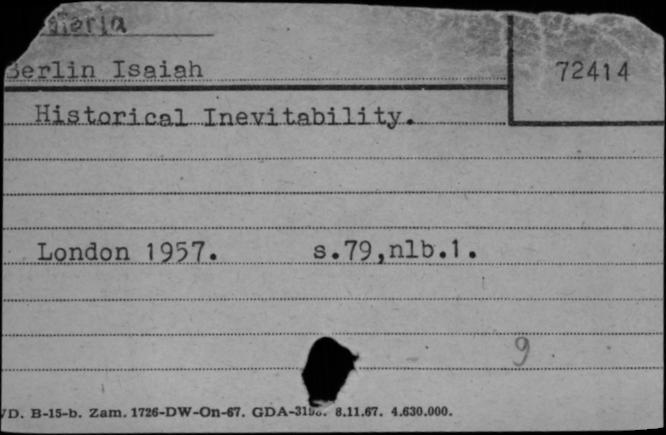 Berlin Isaiah
72414
Historical Inevitability.
London 1957. s.79,nlb.1.
9
D. B-15-b. Zam. 1726-DW-On-67. GDA- 8.11.67. 4.630.000.